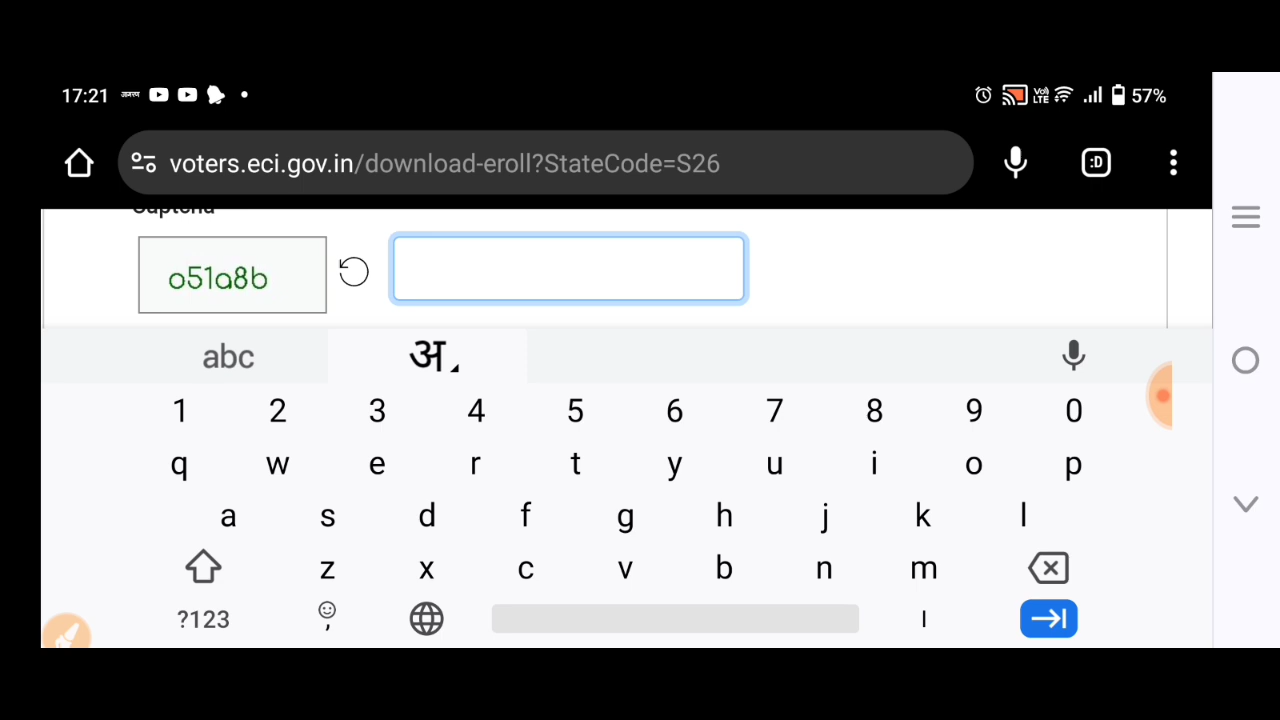 17:21 57%
voters.eci.gov.in/download-eroll?StateCode=S26
Captcha
o51a8b
abc अ
1 2 3 4 5 6 7 8 9 0
q w e r t y u i o p
a s d f g h j k l
z x c v b n m
?123 , ।